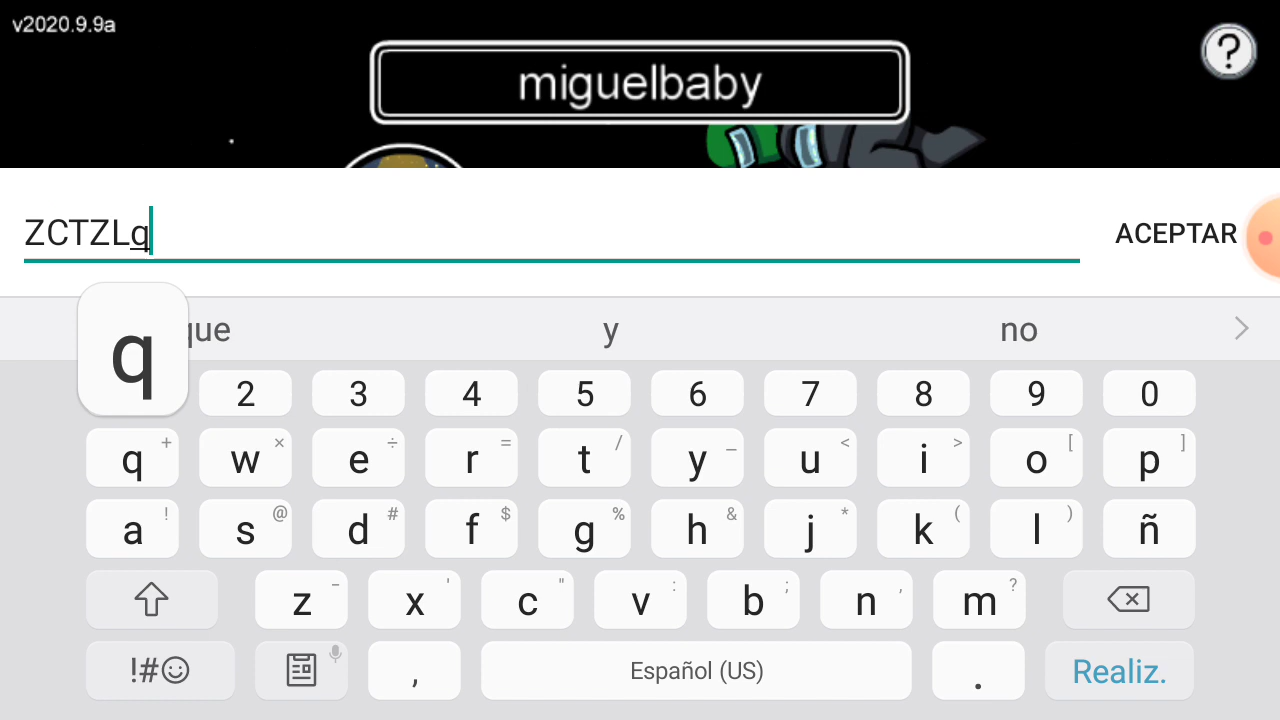 v2020.9.9a
?
miguelbaby
ZCTZLq
ACEPTAR
que y no
q
2 3 4 5 6 7 8 9 0
q + w × e ÷ r = t / y _ u < i > o [ p ]
a ! s @ d # f $ g % h & j * k ( l ) ñ
z - x ' c " v : b ; n , m ?
!#☺ , Español (US) . Realiz.